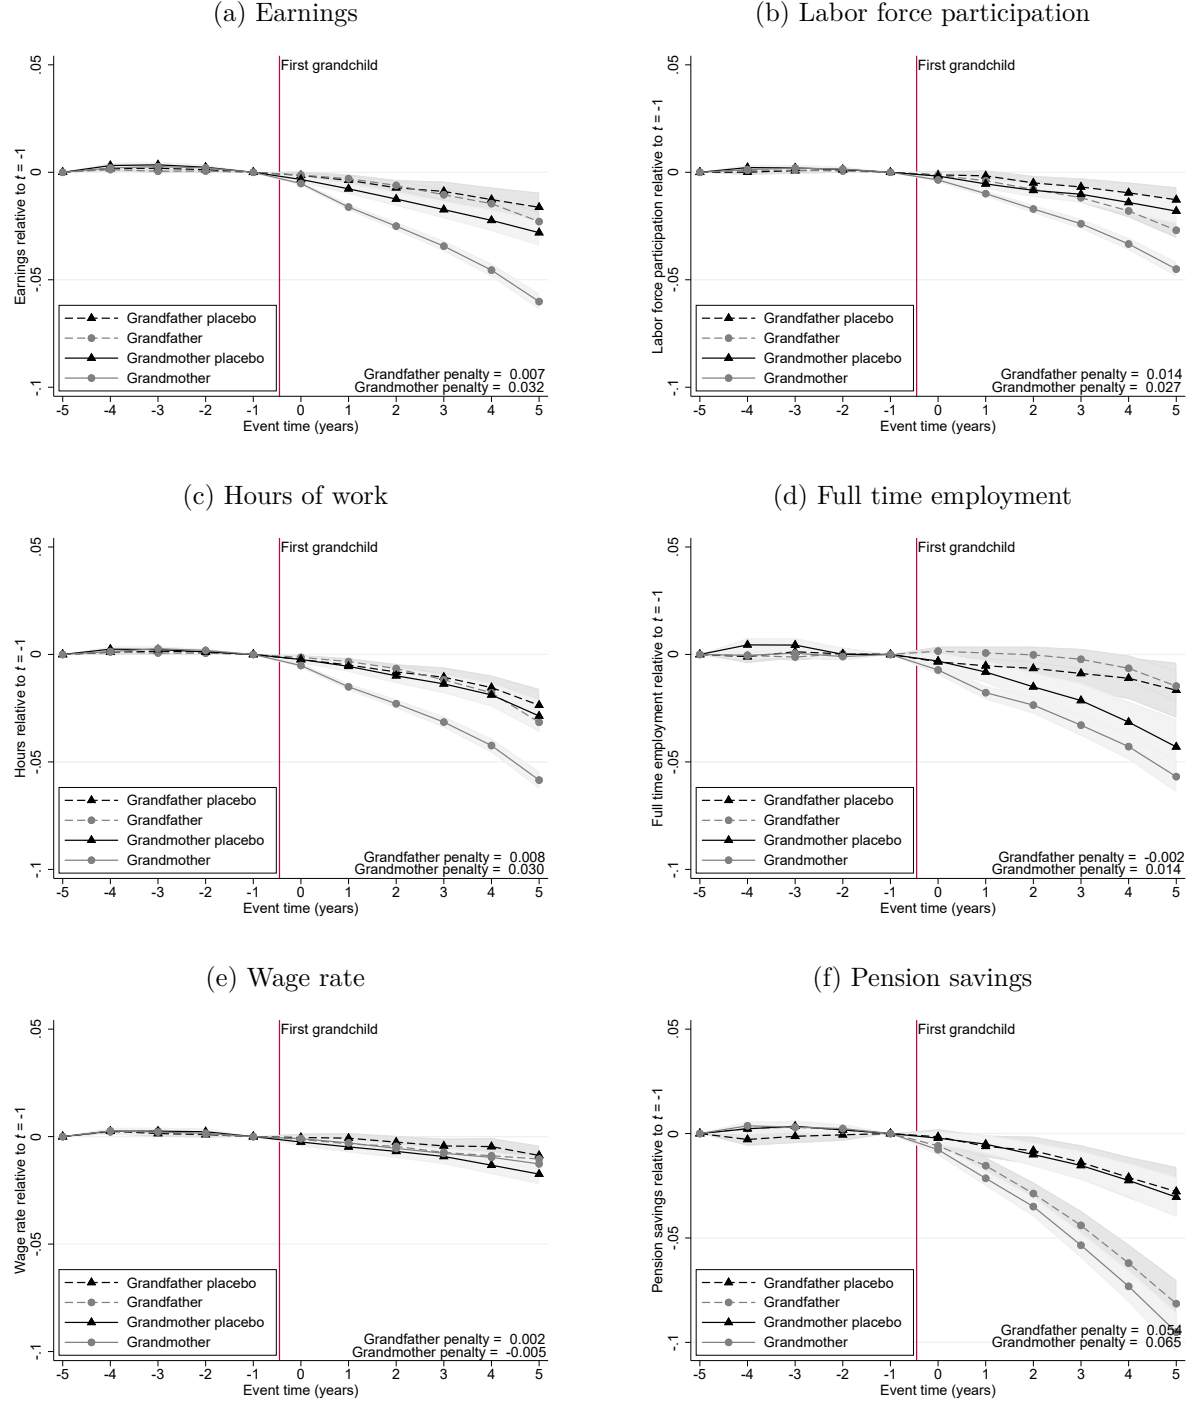 (a) Earnings
.05
0
-.05
-.1
Earnings relative to t = -1
First grandchild
Grandfather placebo
Grandfather
Grandmother placebo
Grandmother
Grandfather penalty = 0.007
Grandmother penalty = 0.032
-5 -4 -3 -2 -1 0 1 2 3 4 5
Event time (years)
(b) Labor force participation
.05
0
-.05
-.1
Labor force participation relative to t = -1
First grandchild
Grandfather placebo
Grandfather
Grandmother placebo
Grandmother
Grandfather penalty = 0.014
Grandmother penalty = 0.027
-5 -4 -3 -2 -1 0 1 2 3 4 5
Event time (years)
(c) Hours of work
.05
0
-.05
-.1
Hours relative to t = -1
First grandchild
Grandfather placebo
Grandfather
Grandmother placebo
Grandmother
Grandfather penalty = 0.008
Grandmother penalty = 0.030
-5 -4 -3 -2 -1 0 1 2 3 4 5
Event time (years)
(d) Full time employment
.05
0
-.05
-.1
Full time employment relative to t = -1
First grandchild
Grandfather placebo
Grandfather
Grandmother placebo
Grandmother
Grandfather penalty = -0.002
Grandmother penalty = 0.014
-5 -4 -3 -2 -1 0 1 2 3 4 5
Event time (years)
(e) Wage rate
.05
0
-.05
-.1
Wage rate relative to t = -1
First grandchild
Grandfather placebo
Grandfather
Grandmother placebo
Grandmother
Grandfather penalty = 0.002
Grandmother penalty = -0.005
-5 -4 -3 -2 -1 0 1 2 3 4 5
Event time (years)
(f) Pension savings
.05
0
-.05
-.1
Pension savings relative to t = -1
First grandchild
Grandfather placebo
Grandfather
Grandmother placebo
Grandmother
Grandfather penalty = 0.054
Grandmother penalty = 0.065
-5 -4 -3 -2 -1 0 1 2 3 4 5
Event time (years)